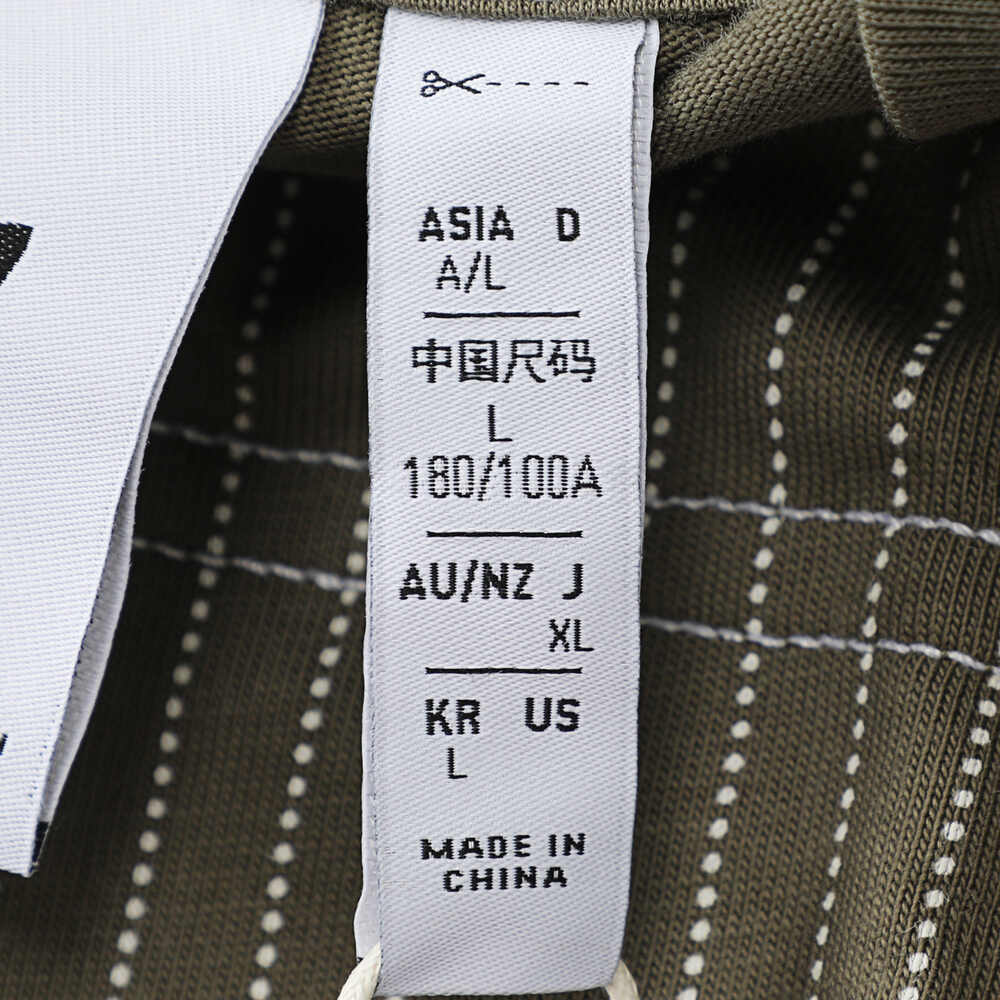 ASIA D
A/L
中国尺码
L
180/100A
AU/NZ J
XL
KR US
L
MADE IN
CHINA